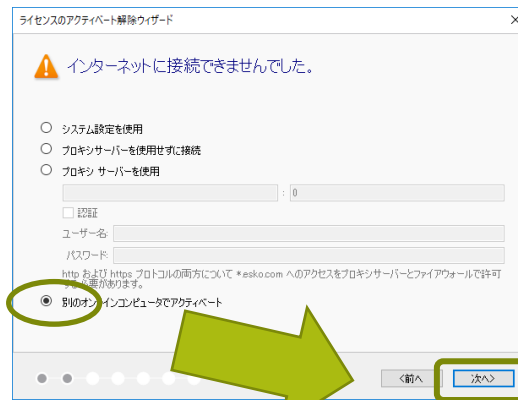 ライセンスのアクティベート解除ウィザード
インターネットに接続できませんでした。
システム設定を使用
プロキシサーバーを使用せずに接続
プロキシ サーバーを使用
: 0
認証
ユーザー名:
パスワード:
http および https プロトコルの両方について *esko.com へのアクセスをプロキシサーバーとファイアウォールで許可
する必要があります。
別のオンラインコンピュータでアクティベート
<前へ 次へ>